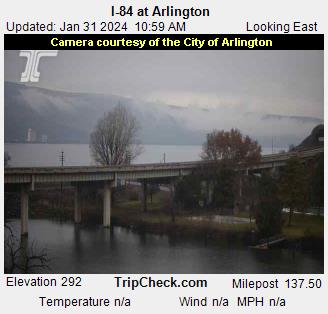 I-84 at Arlington
Updated: Jan 31 2024 10:59 AM Looking East
Camera courtesy of the City of Arlington
Elevation 292 TripCheck.com Milepost 137.50
Temperature n/a Wind n/a MPH n/a